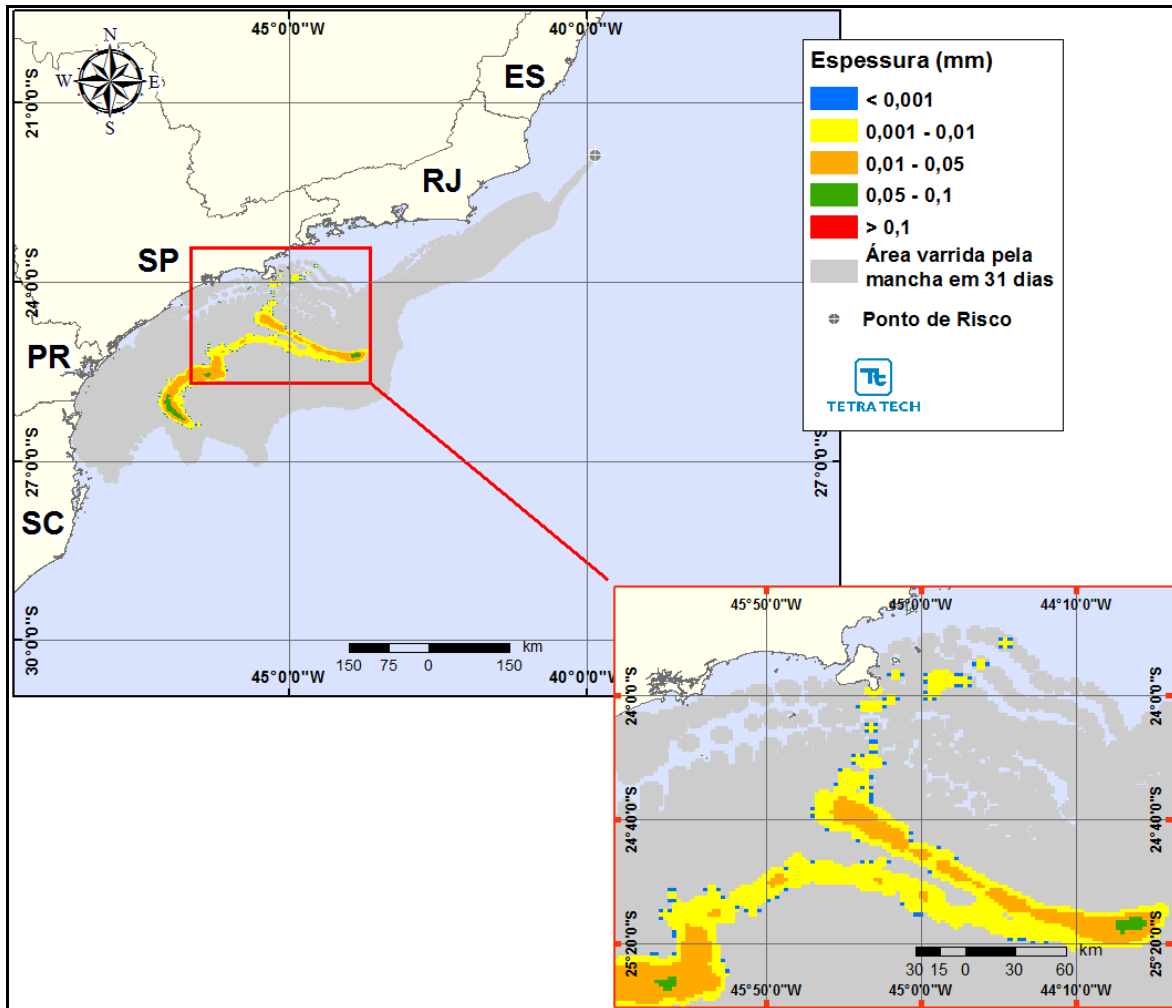 45°0'0"W
40°0'0"W
N
W
E
S
ES
21°0'0"S
RJ
SP
24°0'0"S
PR
27°0'0"S
27°0'0"S
SC
30°0'0"S
150 75 0 150 km
45°0'0"W
40°0'0"W
Espessura (mm)
< 0,001
0,001 - 0,01
0,01 - 0,05
0,05 - 0,1
> 0,1
Área varrida pela
mancha em 31 dias
Ponto de Risco
Tt
TETRA TECH
45°50'0"W
45°0'0"W
44°10'0"W
24°0'0"S
24°0'0"S
24°40'0"S
24°40'0"S
25°20'0"S
25°20'0"S
30 15 0 30 60
km
45°50'0"W
45°0'0"W
44°10'0"W